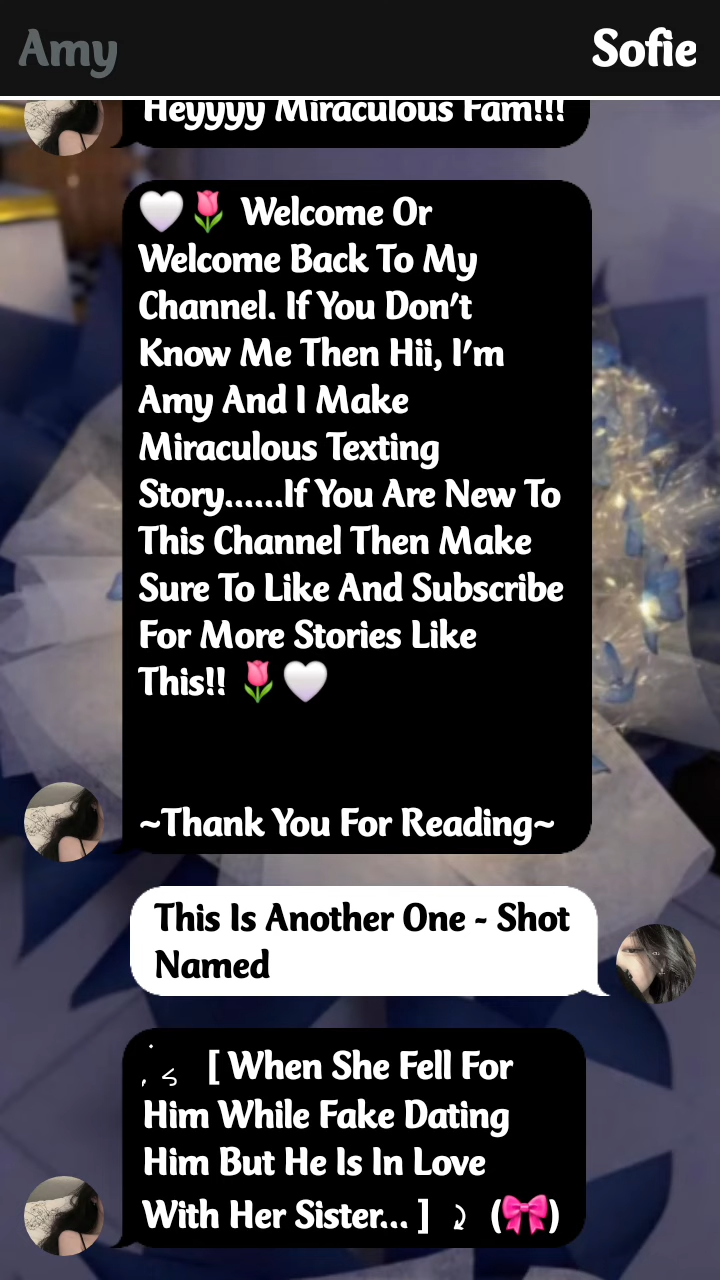 Amy
Sofie
Heyyyy Miraculous Fam!!!
🤍🌷 Welcome Or
Welcome Back To My
Channel. If You Don't
Know Me Then Hii, I'm
Amy And I Make
Miraculous Texting
Story......If You Are New To
This Channel Then Make
Sure To Like And Subscribe
For More Stories Like
This!! 🌷🤍
~Thank You For Reading~
This Is Another One - Shot
Named
[ When She Fell For
Him While Fake Dating
Him But He Is In Love
With Her Sister... ] (🎀)